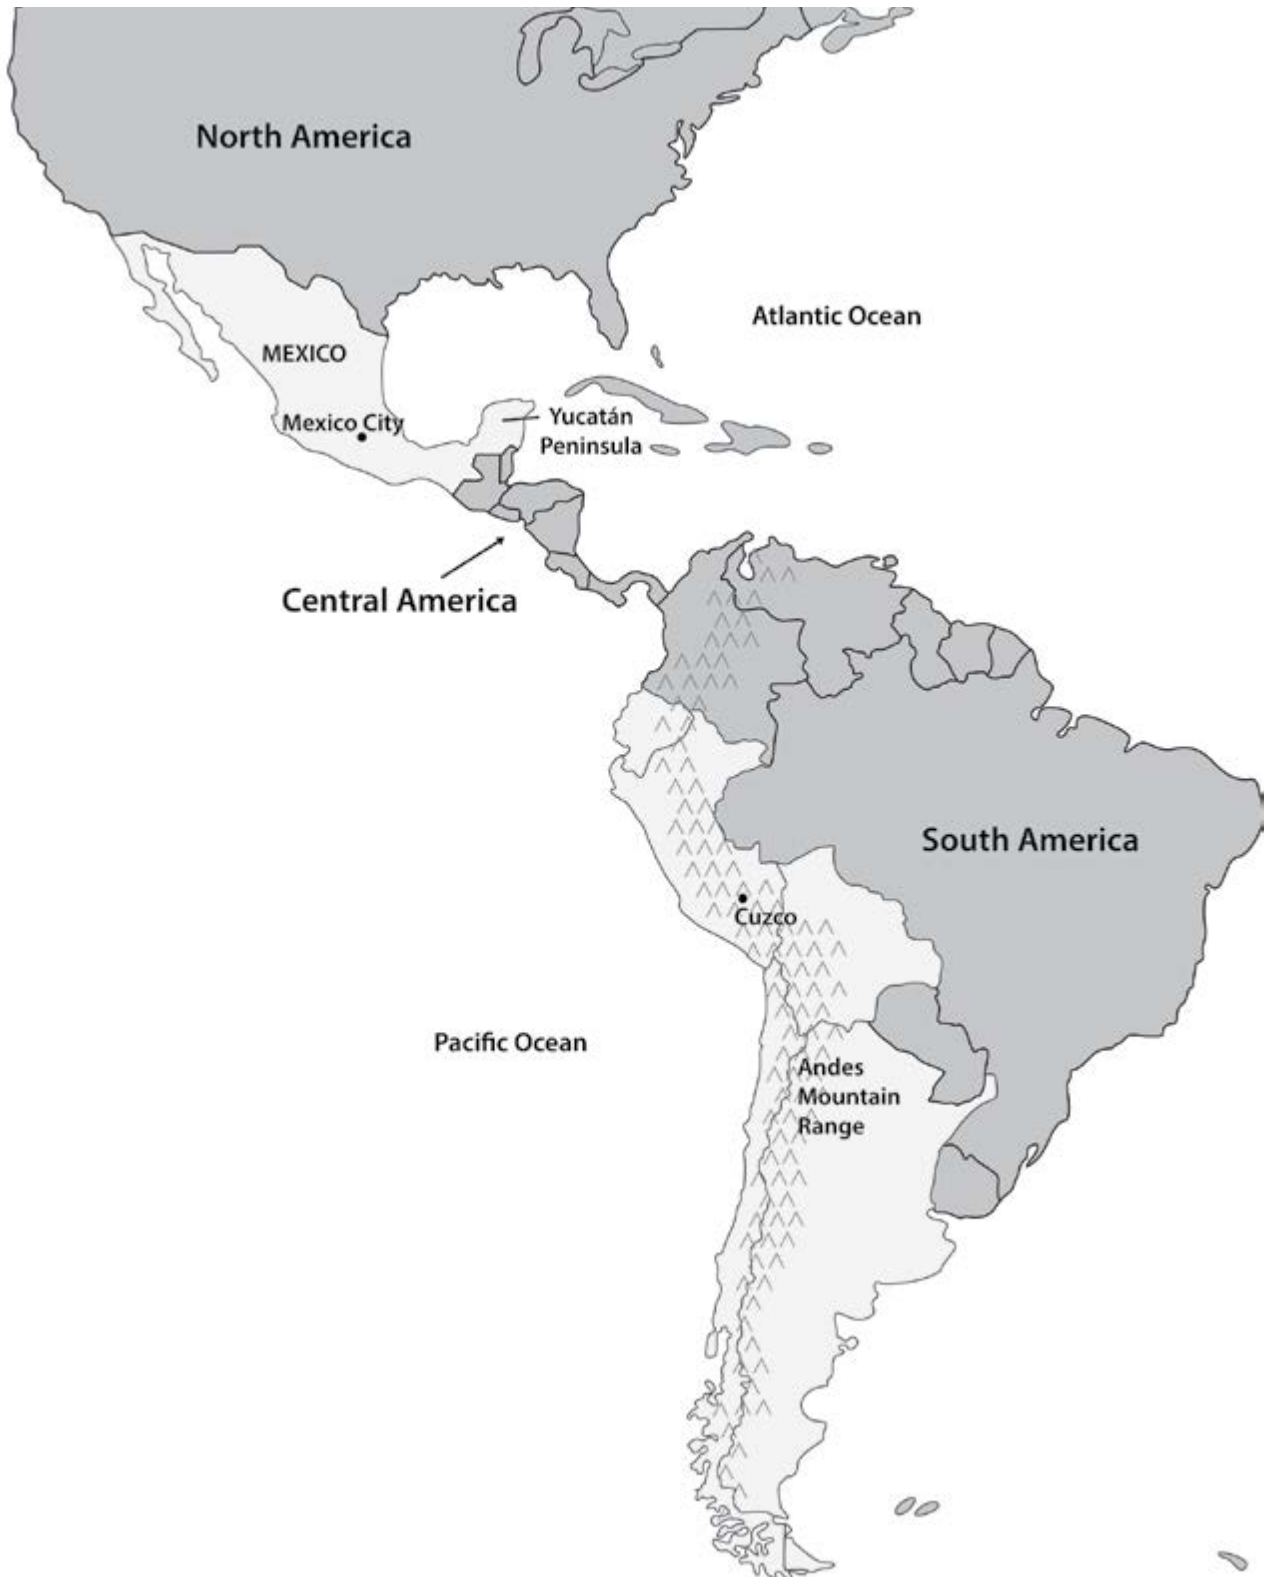 North America
Atlantic Ocean
MEXICO
Mexico City
Yucatán
Peninsula
Central America
South America
Cuzco
Pacific Ocean
Andes
Mountain
Range